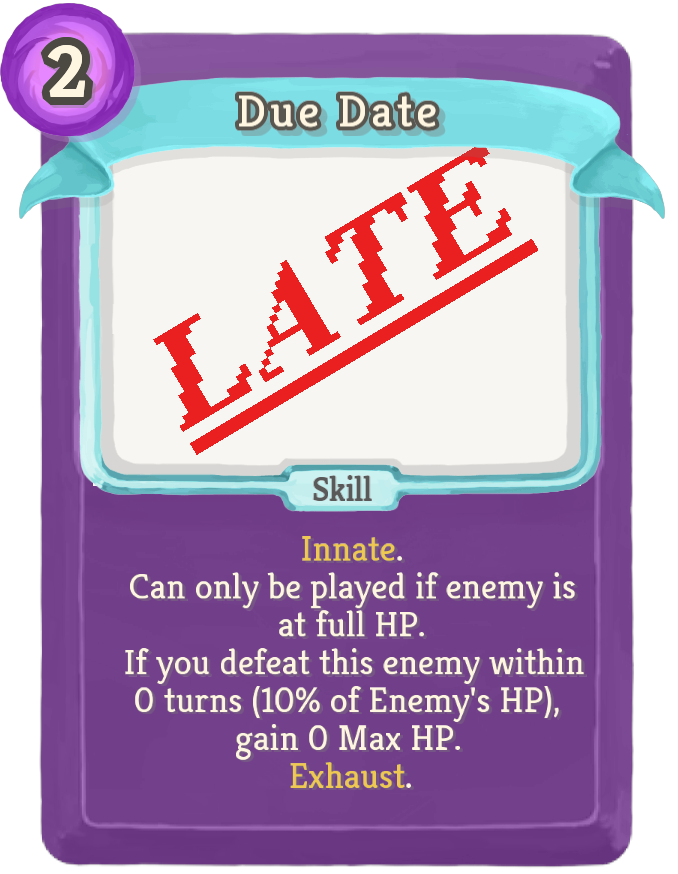 2
Due Date
LATE
Skill
Innate.
Can only be played if enemy is
at full HP.
If you defeat this enemy within
0 turns (10% of Enemy's HP),
gain 0 Max HP.
Exhaust.